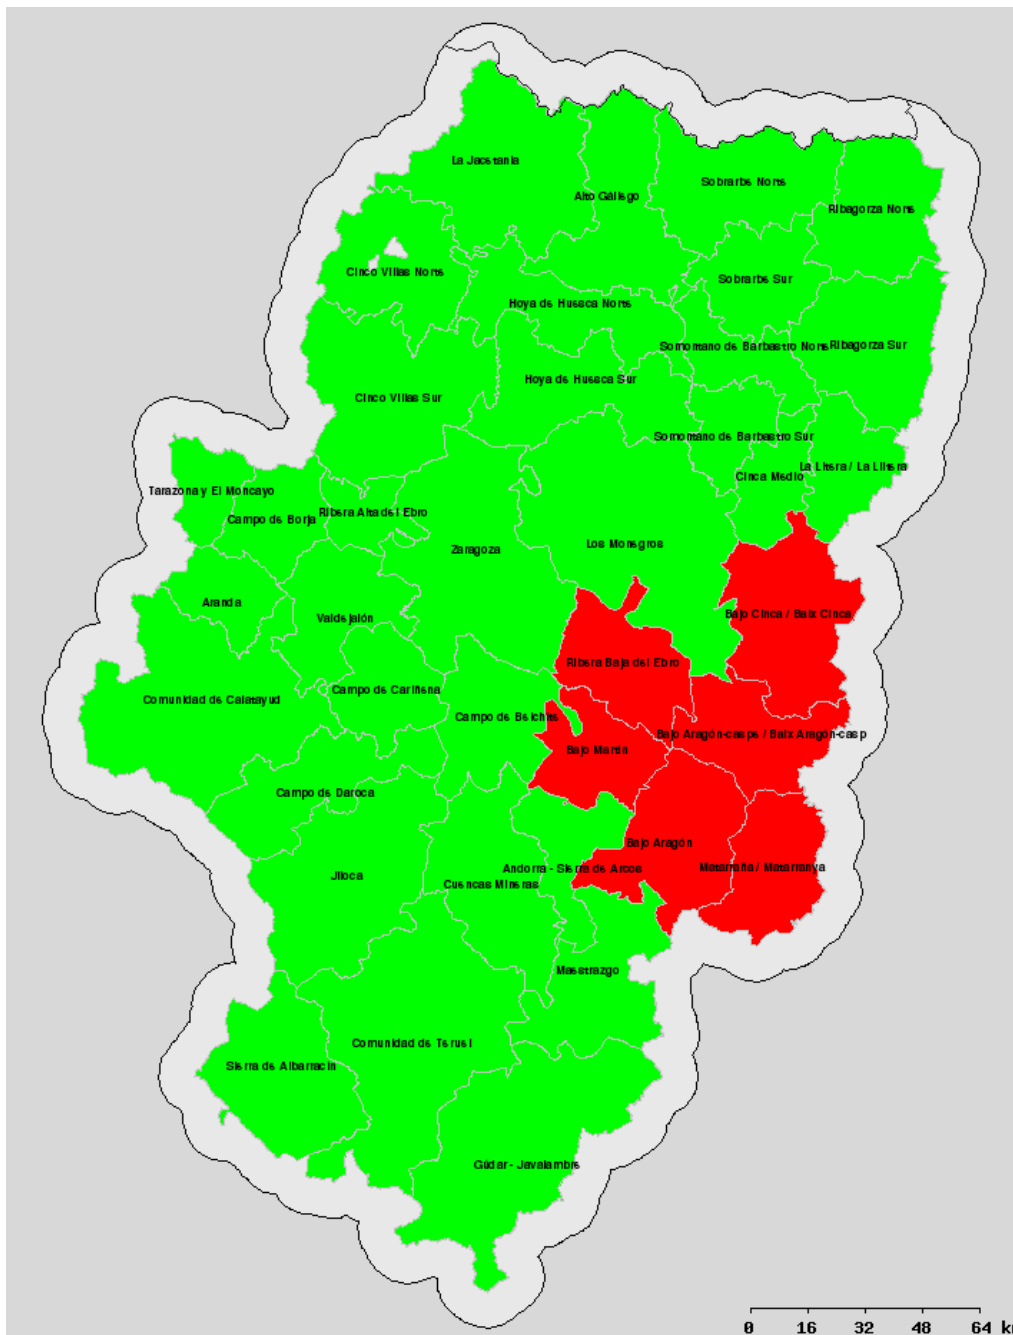 La Jacetania
Sobrarbe Norte
Alto Gállego
Ribagorza Norte
Cinco Villas Norte
Sobrarbe Sur
Hoya de Huesca Norte
Somontano de Barbastro Norte
Ribagorza Sur
Hoya de Huesca Sur
Cinco Villas Sur
Somontano de Barbastro Sur
La Litera / La Llitera
Cinca Medio
Tarazona y El Moncayo
Ribera Alta del Ebro
Campo de Borja
Los Monegros
Zaragoza
Aranda
Valdejalón
Bajo Cinca / Baix Cinca
Ribera Baja del Ebro
Campo de Cariñena
Comunidad de Calatayud
Campo de Belchite
Bajo Aragón-caspe / Baix Aragón-casp
Bajo Martín
Campo de Daroca
Bajo Aragón
Andorra - Sierra de Arcos
Matarraña / Matarranya
Jiloca
Cuencas Mineras
Maestrazgo
Comunidad de Teruel
Sierra de Albarracín
Gúdar - Javalambre
0 16 32 48 64